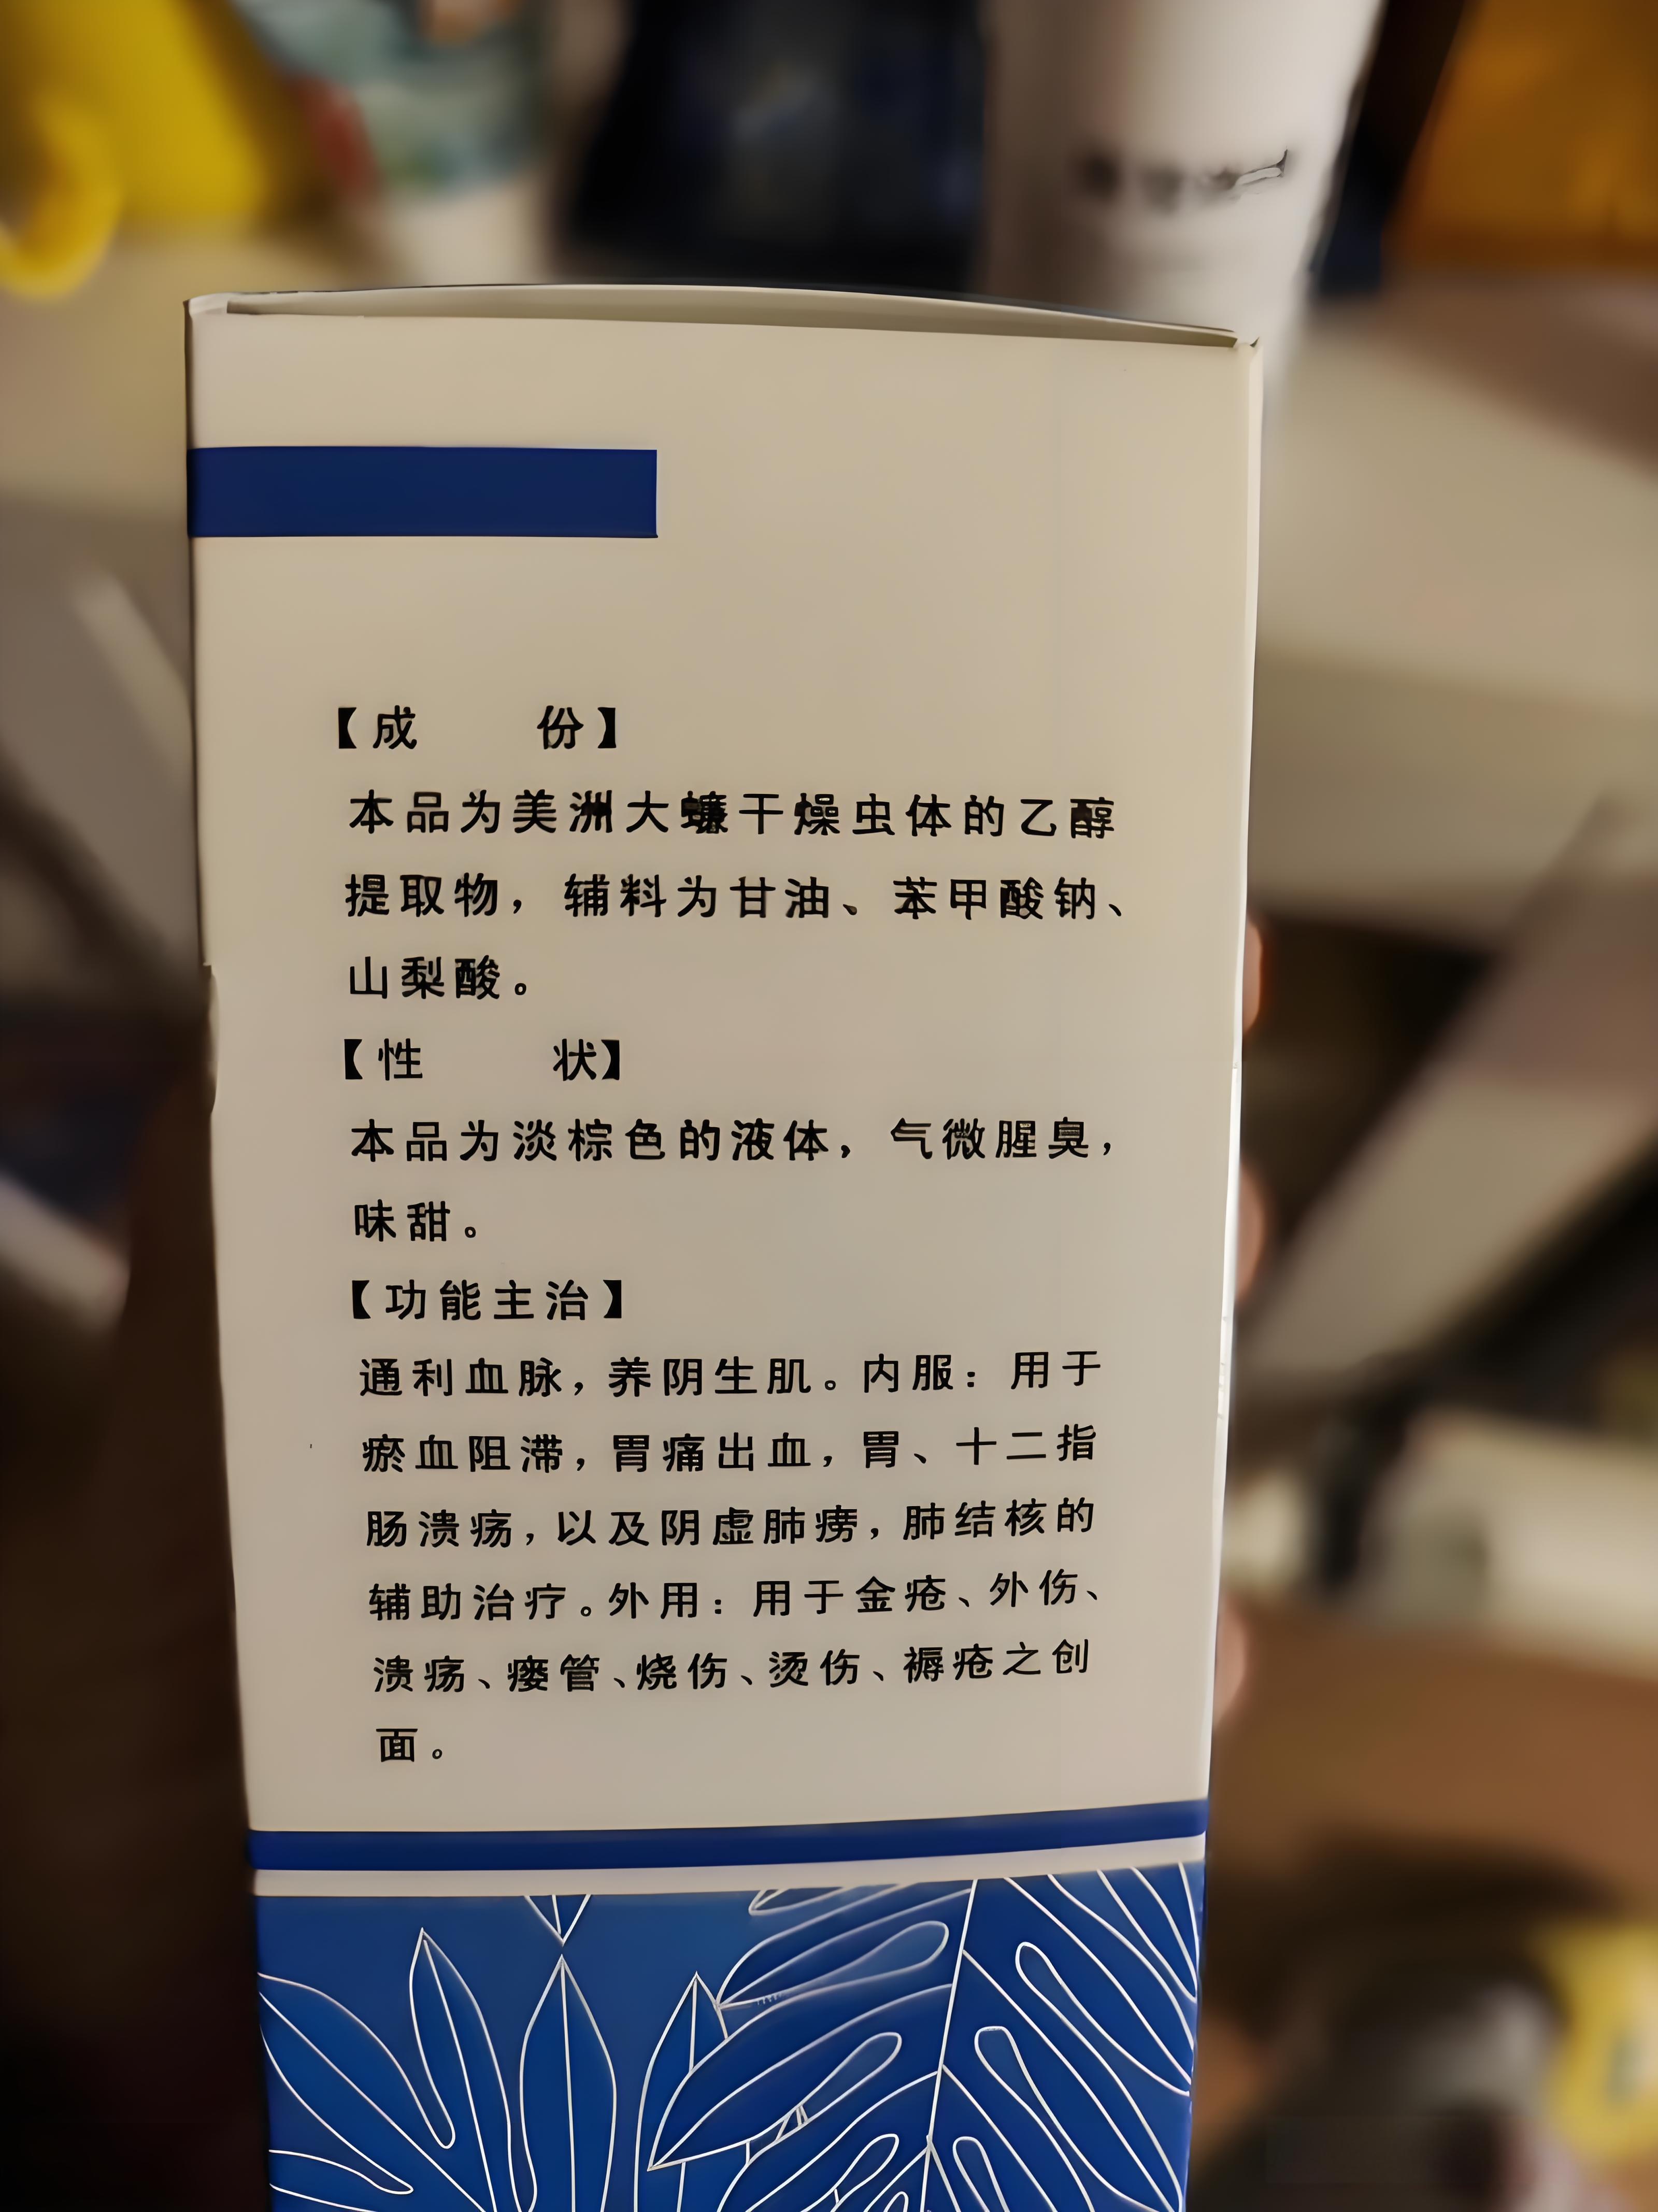 【成 份】
本品为美洲大蠊干燥虫体的乙醇
提取物，辅料为甘油、苯甲酸钠、
山梨酸。
【性 状】
本品为淡棕色的液体，气微腥臭，
味甜。
【功能主治】
通利血脉，养阴生肌。内服：用于
瘀血阻滞，胃痛出血，胃、十二指
肠溃疡，以及阴虚肺痨，肺结核的
辅助治疗。外用：用于金疮、外伤、
溃疡、瘘管、烧伤、烫伤、褥疮之创
面。